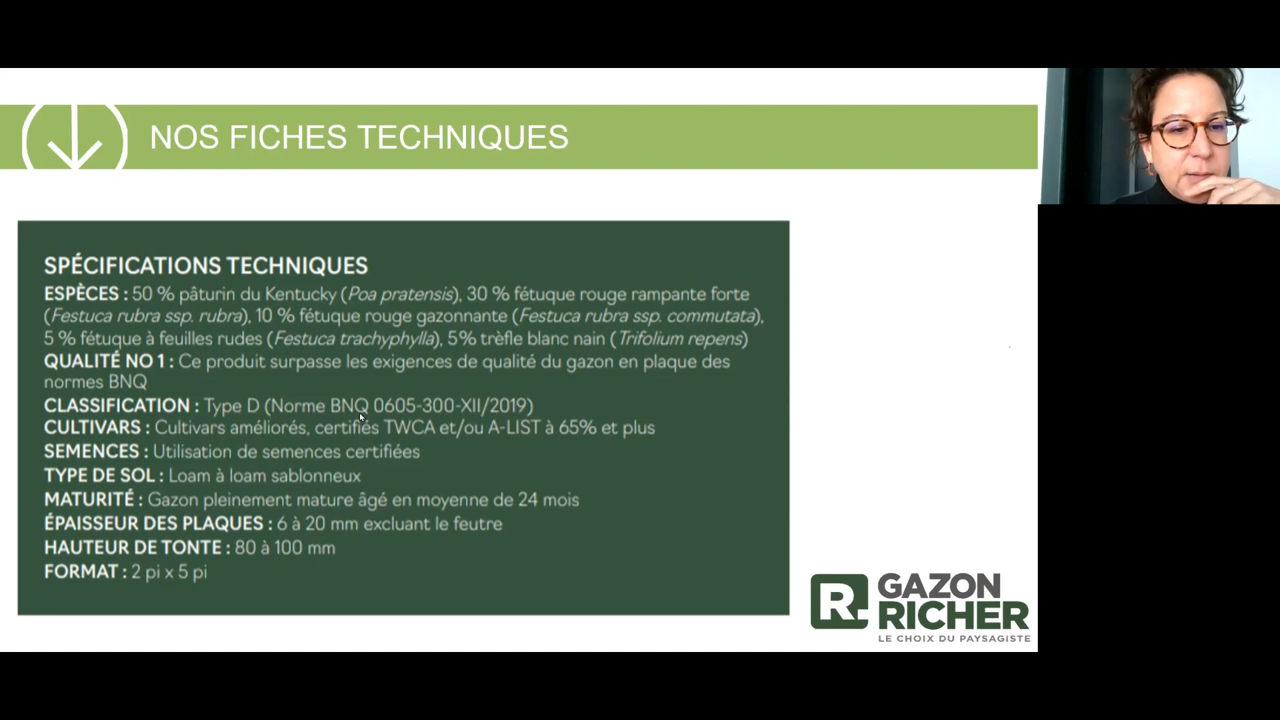 NOS FICHES TECHNIQUES
SPÉCIFICATIONS TECHNIQUES
ESPÈCES : 50 % pâturin du Kentucky (Poa pratensis), 30 % fétuque rouge rampante forte
(Festuca rubra ssp. rubra), 10 % fétuque rouge gazonnante (Festuca rubra ssp. commutata),
5 % fétuque à feuilles rudes (Festuca trachyphylla), 5% trèfle blanc nain (Trifolium repens)
QUALITÉ NO 1 : Ce produit surpasse les exigences de qualité du gazon en plaque des
normes BNQ
CLASSIFICATION : Type D (Norme BNQ 0605-300-XII/2019)
CULTIVARS : Cultivars améliorés, certifiés TWCA et/ou A-LIST à 65% et plus
SEMENCES : Utilisation de semences certifiées
TYPE DE SOL : Loam à loam sablonneux
MATURITÉ : Gazon pleinement mature âgé en moyenne de 24 mois
ÉPAISSEUR DES PLAQUES : 6 à 20 mm excluant le feutre
HAUTEUR DE TONTE : 80 à 100 mm
FORMAT : 2 pi x 5 pi
R.
GAZON
RICHER
LE CHOIX DU PAYSAGISTE